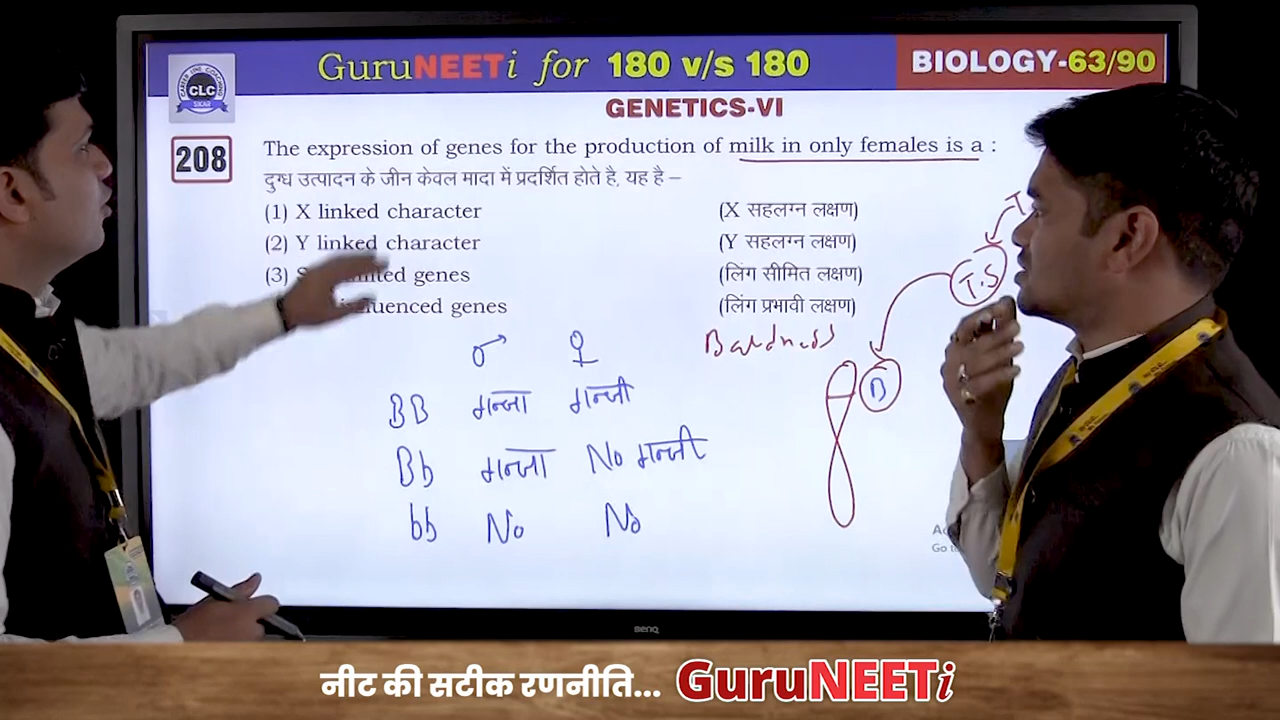 GuruNEETi for 180 v/s 180
BIOLOGY-63/90
CLC
SIKAR
GENETICS-VI
208
The expression of genes for the production of milk in only females is a :
दुग्ध उत्पादन के जीन केवल मादा में प्रदर्शित होते है, यह है –
(1) X linked character (X सहलग्न लक्षण)
(2) Y linked character (Y सहलग्न लक्षण)
(3) genes (लिंग सीमित लक्षण)
genes (लिंग प्रभावी लक्षण)
♂ ♀ Baldness
T.S
B
BB गन्जा गन्जी
Bb गन्जा No गन्जी
bb No No
BenQ
नीट की सटीक रणनीति... GuruNEETi